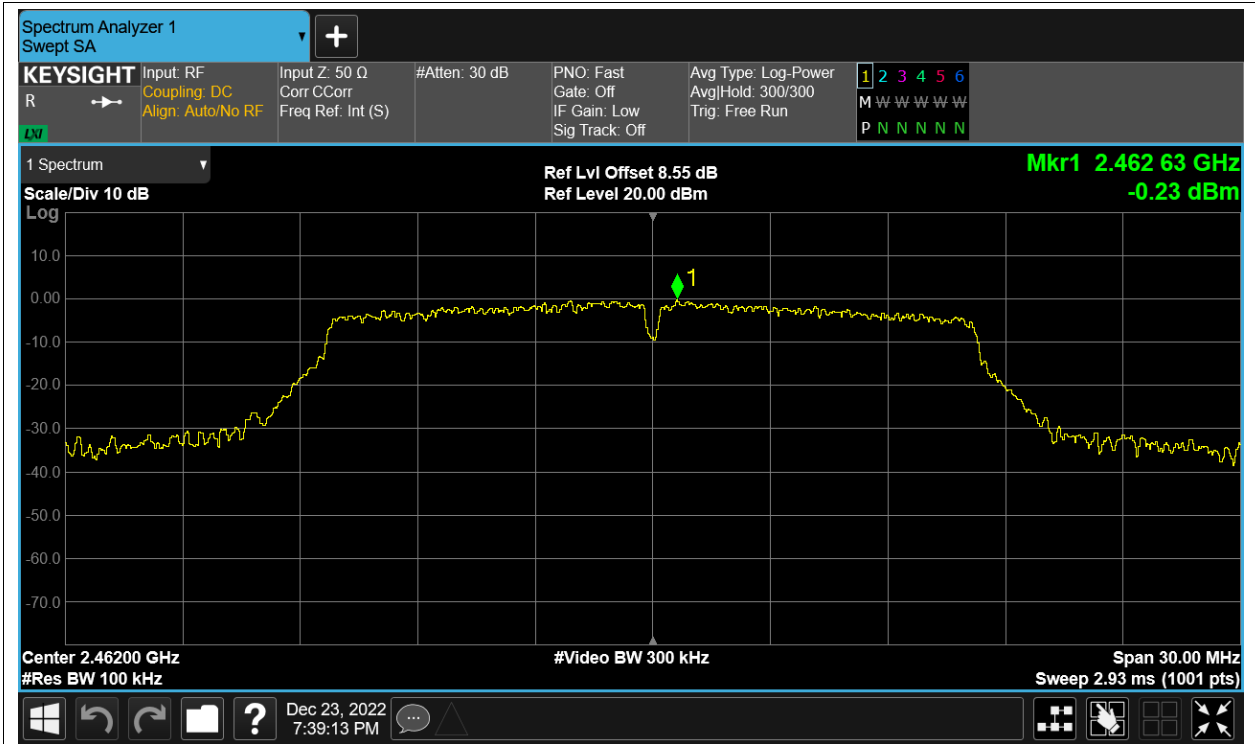 Spectrum Analyzer 1
Swept SA
+
KEYSIGHT
R
LXI
Input: RF
Coupling: DC
Align: Auto/No RF
Input Z: 50 Ω
Corr CCorr
Freq Ref: Int (S)
#Atten: 30 dB
PNO: Fast
Gate: Off
IF Gain: Low
Sig Track: Off
Avg Type: Log-Power
Avg|Hold: 300/300
Trig: Free Run
1 2 3 4 5 6
M W W W W W
P N N N N N
1 Spectrum
Scale/Div 10 dB
Log
Ref Lvl Offset 8.55 dB
Ref Level 20.00 dBm
Mkr1 2.462 63 GHz
-0.23 dBm
10.0
0.00
-10.0
-20.0
-30.0
-40.0
-50.0
-60.0
-70.0
1
Center 2.46200 GHz
#Res BW 100 kHz
#Video BW 300 kHz
Span 30.00 MHz
Sweep 2.93 ms (1001 pts)
?
Dec 23, 2022
7:39:13 PM